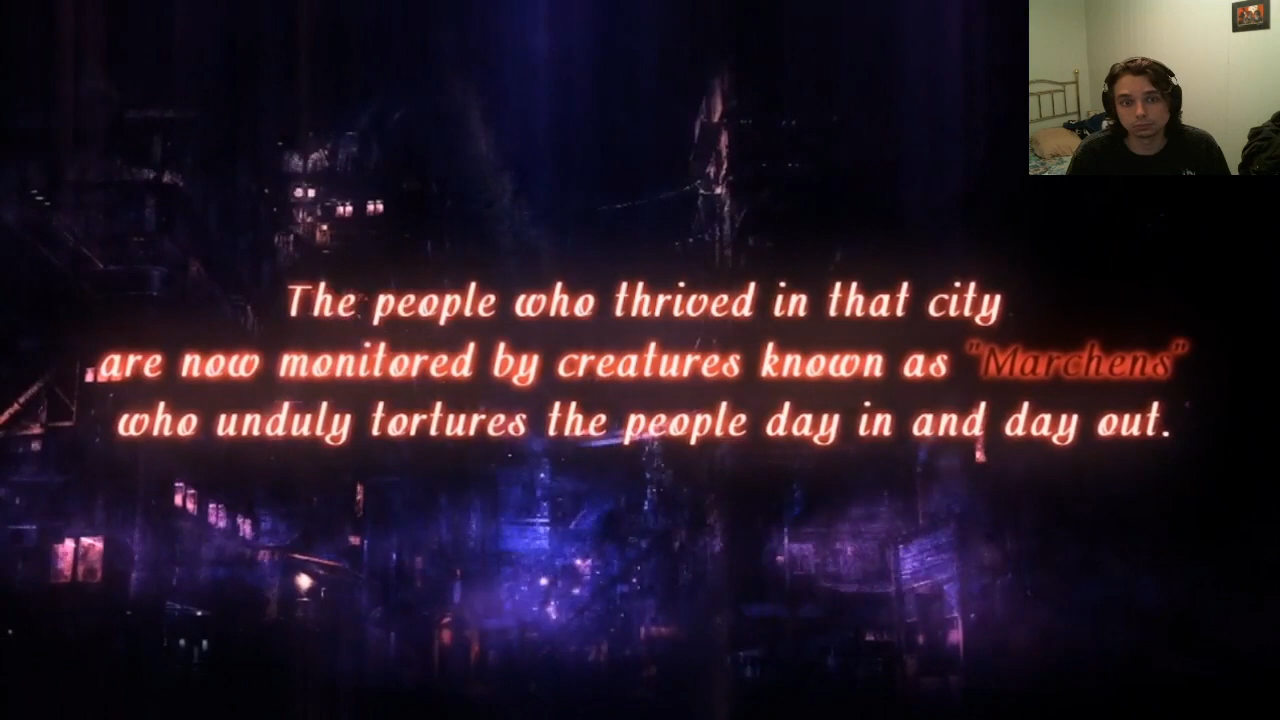 The people who thrived in that city
are now monitored by creatures known as "Marchens"
who unduly tortures the people day in and day out.